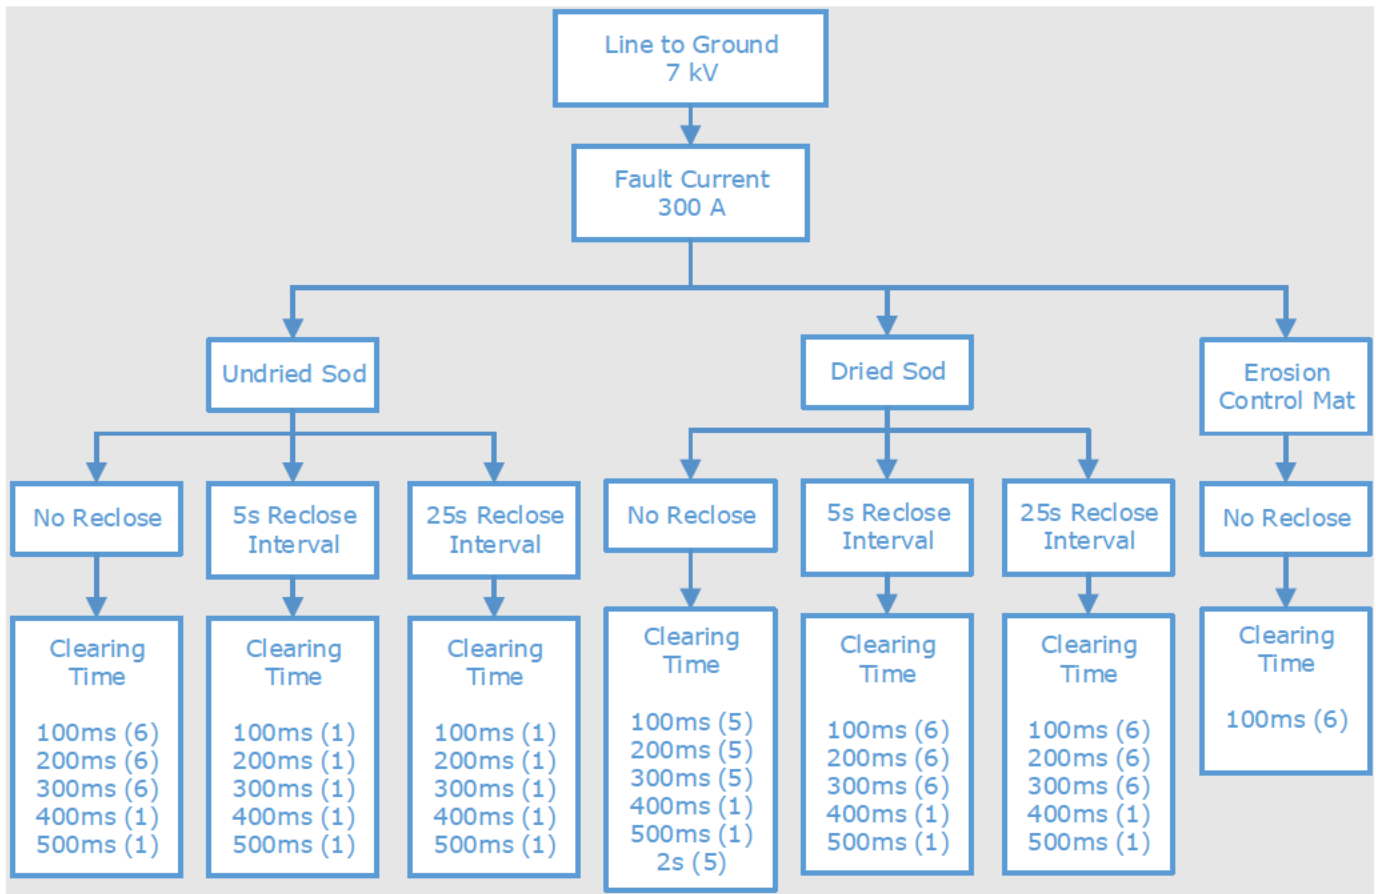 Line to Ground
7 kV
Fault Current
300 A
Undried Sod
Dried Sod
Erosion
Control Mat
No Reclose
5s Reclose
Interval
25s Reclose
Interval
No Reclose
5s Reclose
Interval
25s Reclose
Interval
No Reclose
Clearing
Time
100ms (6)
200ms (6)
300ms (6)
400ms (1)
500ms (1)
Clearing
Time
100ms (1)
200ms (1)
300ms (1)
400ms (1)
500ms (1)
Clearing
Time
100ms (1)
200ms (1)
300ms (1)
400ms (1)
500ms (1)
Clearing
Time
100ms (5)
200ms (5)
300ms (5)
400ms (1)
500ms (1)
2s (5)
Clearing
Time
100ms (6)
200ms (6)
300ms (6)
400ms (1)
500ms (1)
Clearing
Time
100ms (6)
200ms (6)
300ms (6)
400ms (1)
500ms (1)
Clearing
Time
100ms (6)